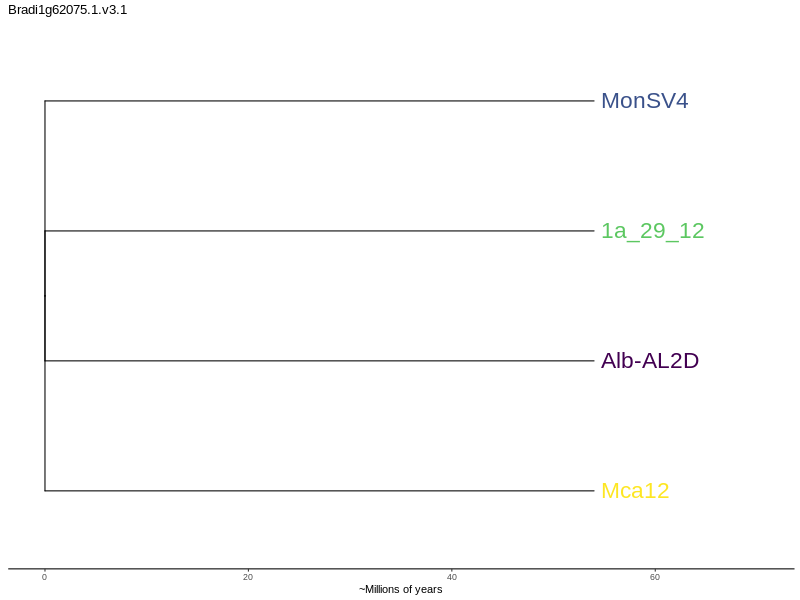 Bradi1g62075.1.v3.1
MonSV4
1a_29_12
Alb-AL2D
Mca12
0 20 40 60
~Millions of years